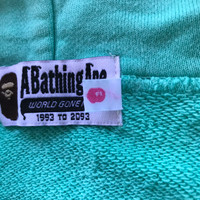 A Bathing Ape
WORLD GONE
1993 TO 2093